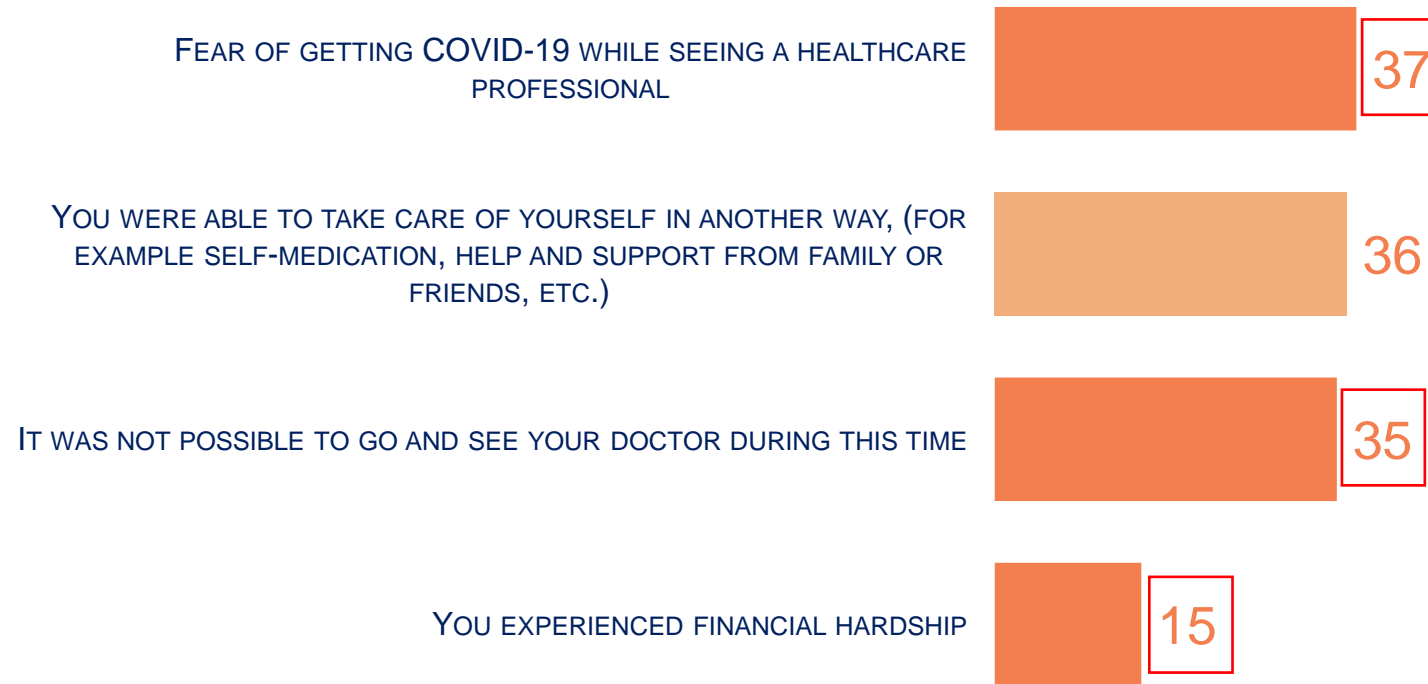 FEAR OF GETTING COVID-19 WHILE SEEING A HEALTHCARE
PROFESSIONAL
37
YOU WERE ABLE TO TAKE CARE OF YOURSELF IN ANOTHER WAY, (FOR
EXAMPLE SELF-MEDICATION, HELP AND SUPPORT FROM FAMILY OR
FRIENDS, ETC.)
36
IT WAS NOT POSSIBLE TO GO AND SEE YOUR DOCTOR DURING THIS TIME
35
YOU EXPERIENCED FINANCIAL HARDSHIP
15